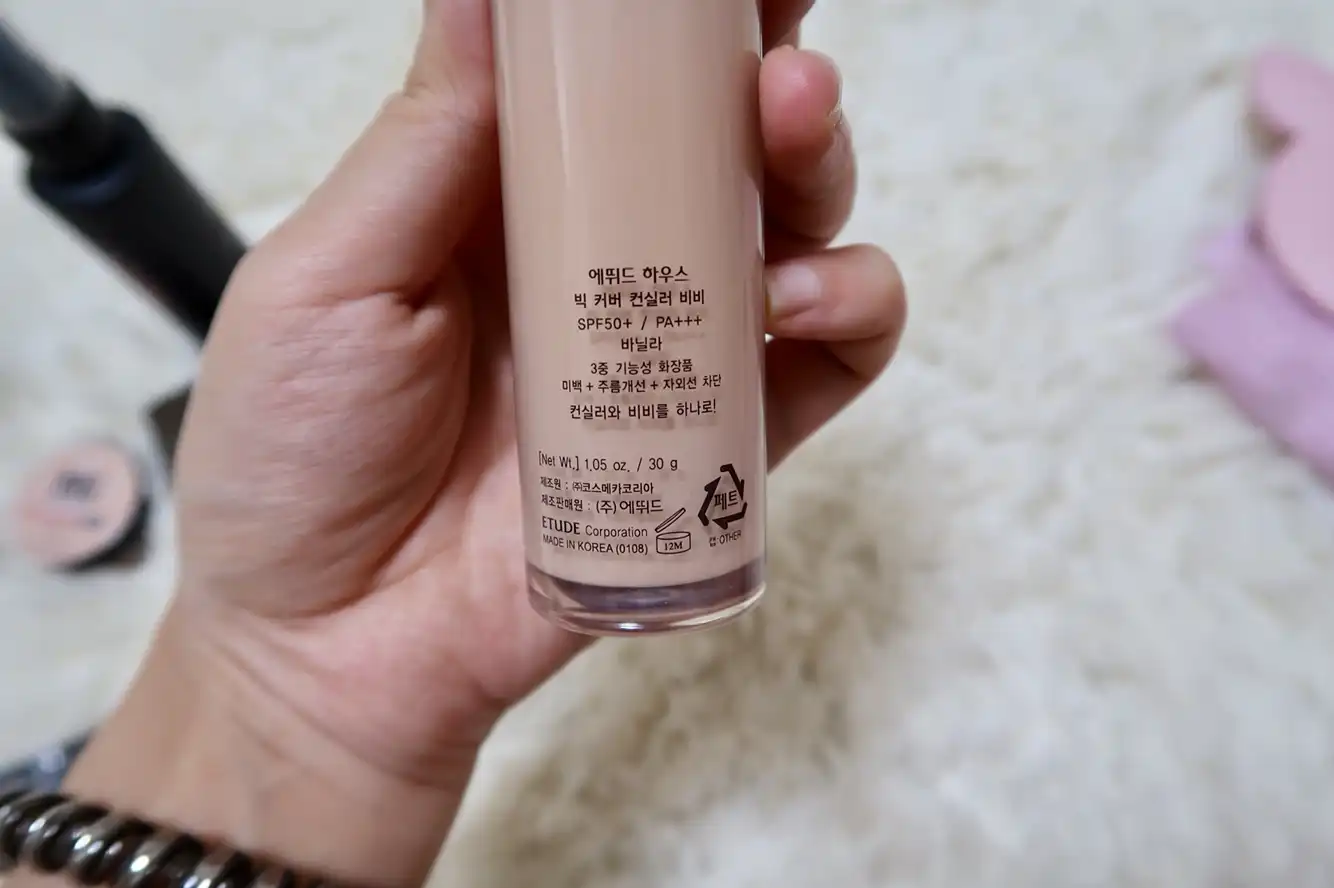 에뛰드 하우스
빅 커버 컨실러 비비
SPF50+ / PA+++
바닐라
3중 기능성 화장품
미백 + 주름개선 + 자외선 차단
컨실러와 비비를 하나로!
[Net Wt.] 1.05 oz. / 30 g
제조원 : (주)코스메카코리아
제조판매원 : (주)에뛰드
ETUDE Corporation
MADE IN KOREA (0108)
12M
페트
OTHER